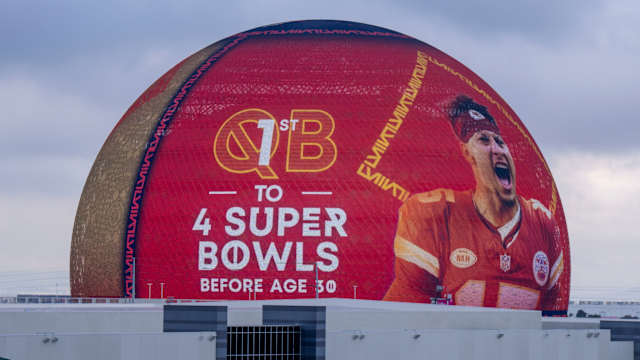 1ST QB
TO
4 SUPER
BOWLS
BEFORE AGE 30